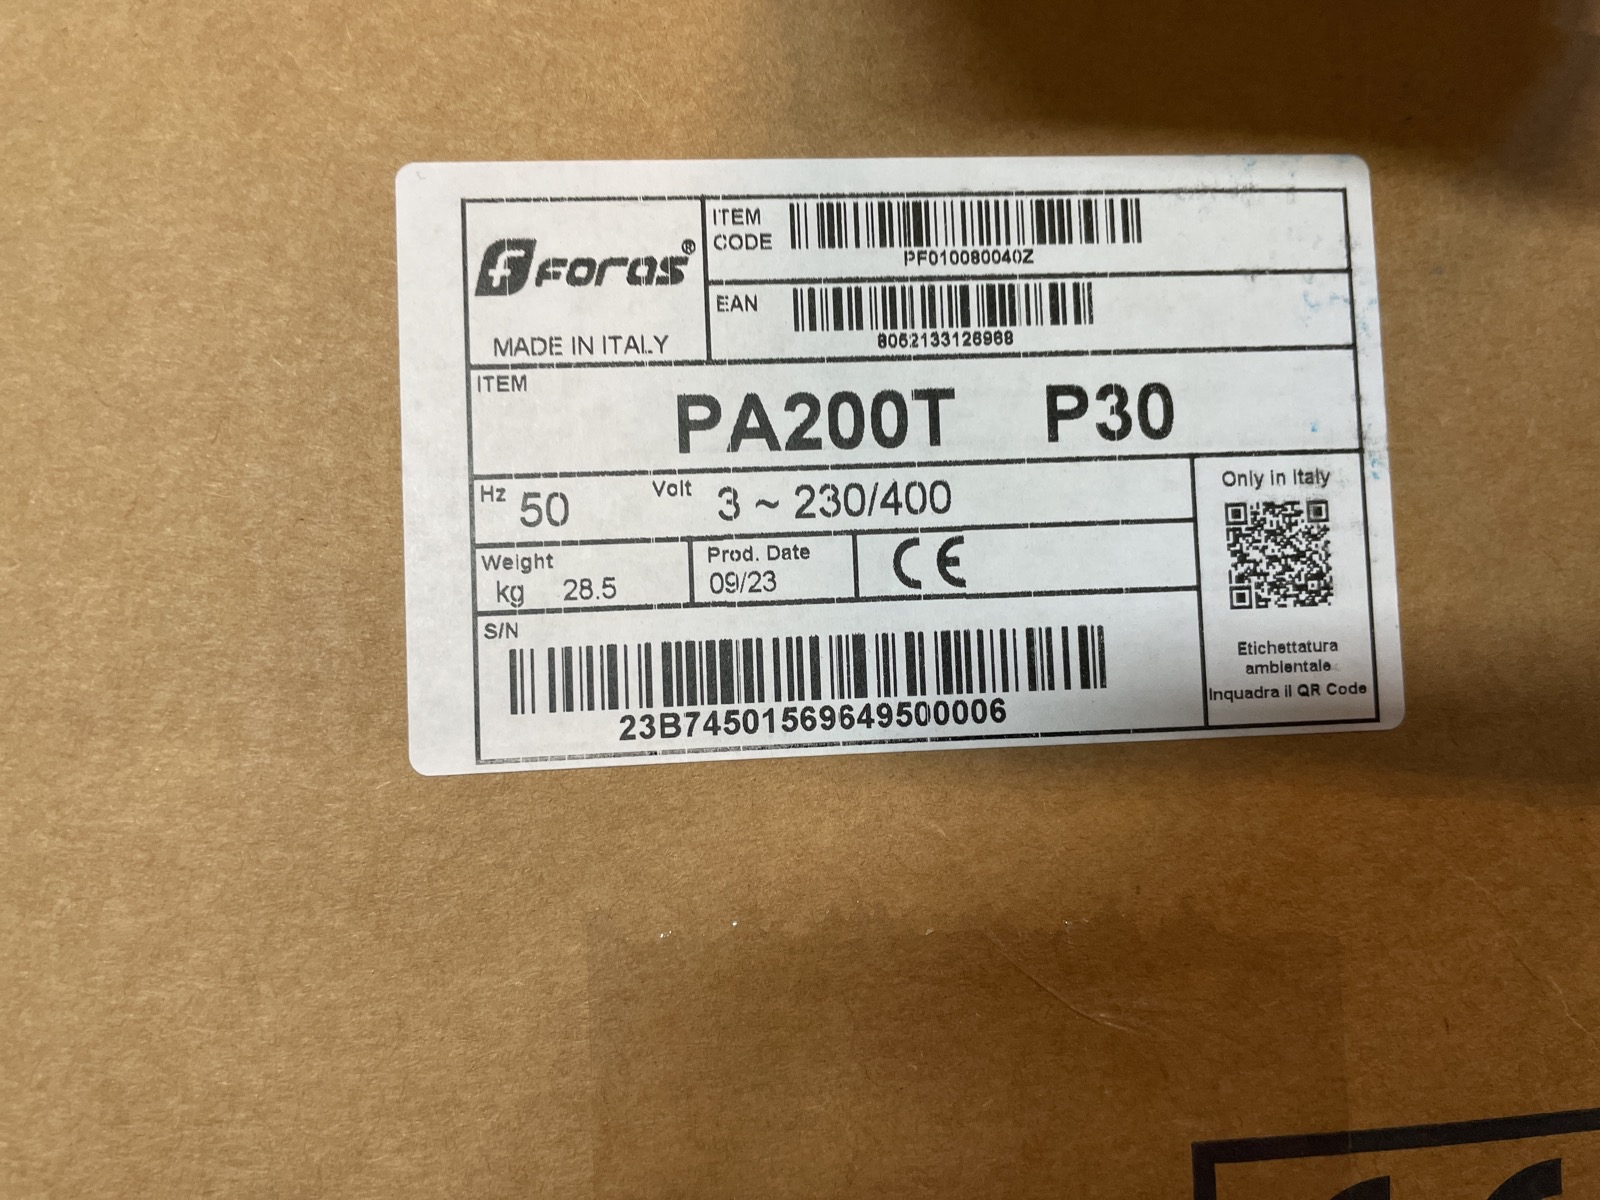 foras®
MADE IN ITALY
ITEM
CODE
PF010080040Z
EAN
8052133128968
ITEM
PA200T P30
Hz 50 Volt 3 ~ 230/400
Weight
kg 28.5
Prod. Date
09/23
CE
S/N
23B74501569649500006
Only in Italy
Etichettatura
ambientale
Inquadra il QR Code